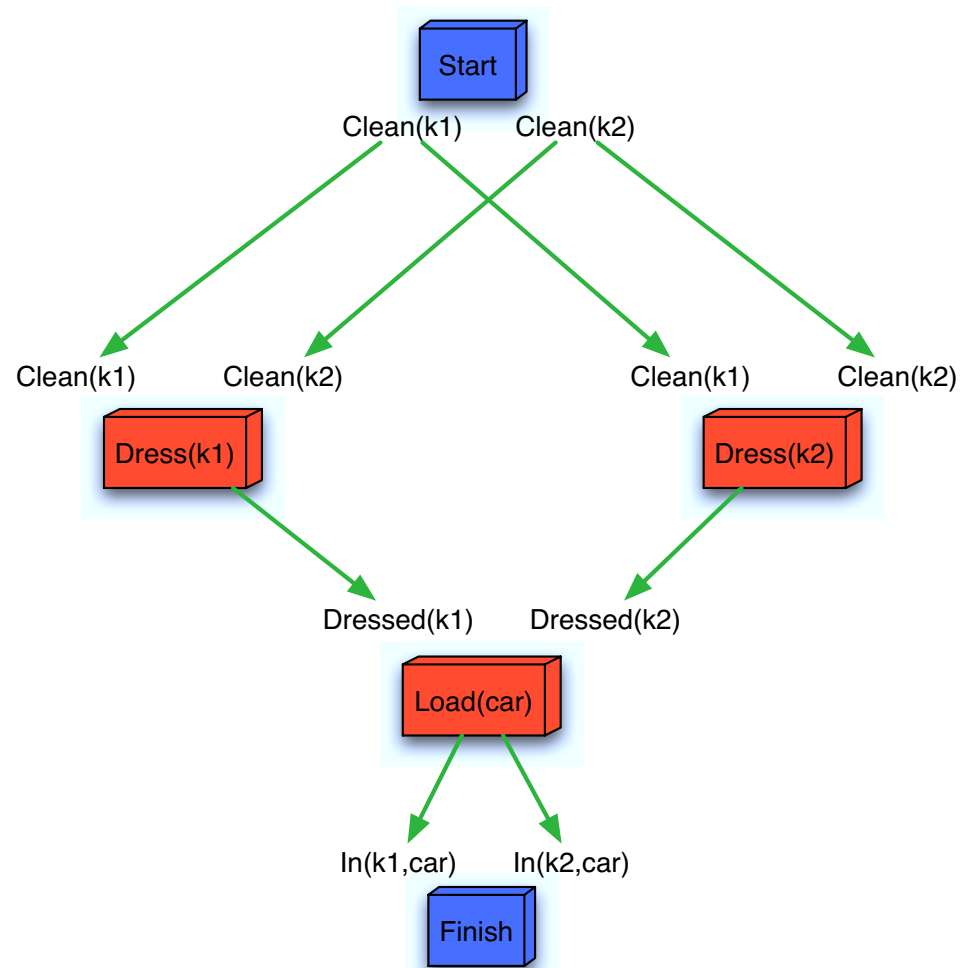 Start
Clean(k1) Clean(k2)
Clean(k1) Clean(k2) Clean(k1) Clean(k2)
Dress(k1) Dress(k2)
Dressed(k1) Dressed(k2)
Load(car)
In(k1,car) In(k2,car)
Finish